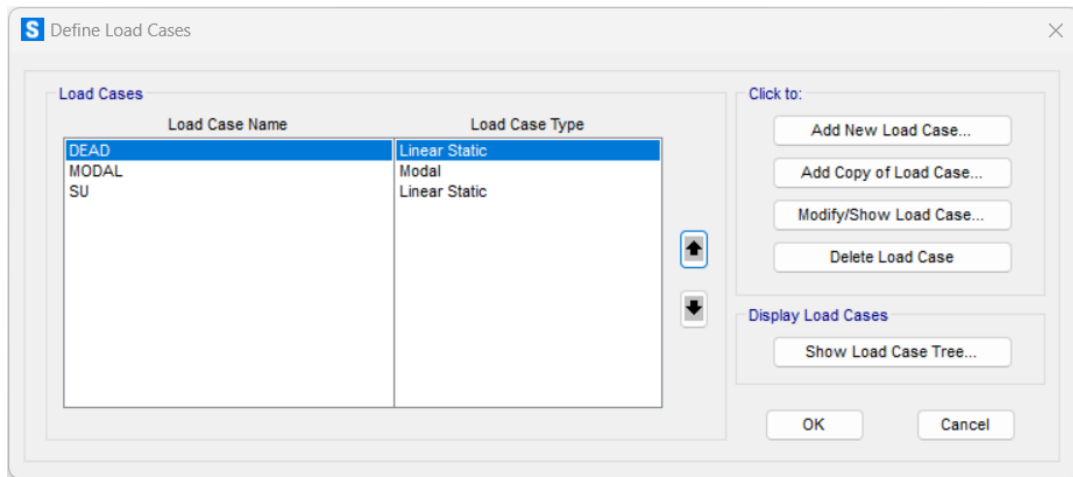 S Define Load Cases
Load Cases
Load Case Name Load Case Type
DEAD Linear Static
MODAL Modal
SU Linear Static
Click to:
Add New Load Case...
Add Copy of Load Case...
Modify/Show Load Case...
Delete Load Case
Display Load Cases
Show Load Case Tree...
OK Cancel